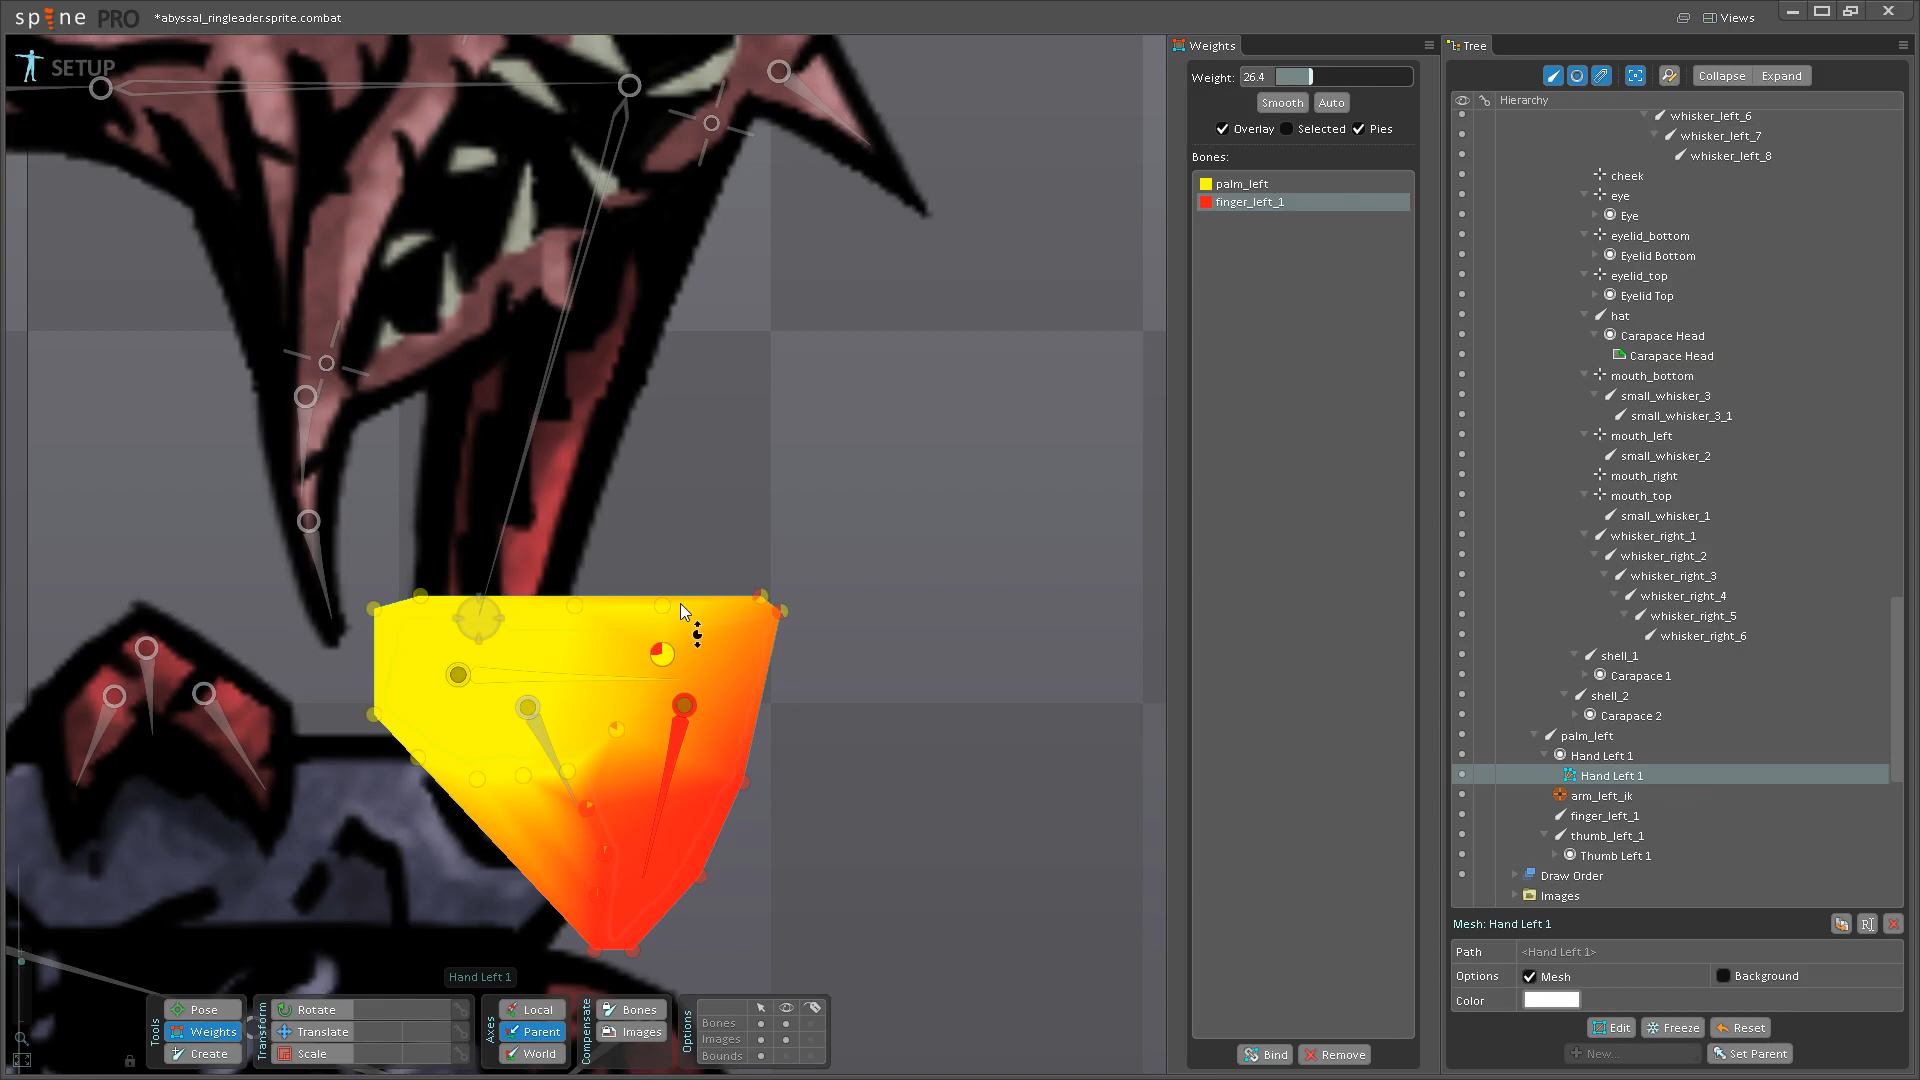 spine PRO
*abyssal_ringleader.sprite.combat
Views
SETUP
Weights
Weight: 26.4
Smooth
Auto
Overlay
Selected
Pies
Bones:
palm_left
finger_left_1
Bind
Remove
Tree
Collapse
Expand
Hierarchy
whisker_left_6
whisker_left_7
whisker_left_8
cheek
eye
Eye
eyelid_bottom
Eyelid Bottom
eyelid_top
Eyelid Top
hat
Carapace Head
Carapace Head
mouth_bottom
small_whisker_3
small_whisker_3_1
mouth_left
small_whisker_2
mouth_right
mouth_top
small_whisker_1
whisker_right_1
whisker_right_2
whisker_right_3
whisker_right_4
whisker_right_5
whisker_right_6
shell_1
Carapace 1
shell_2
Carapace 2
palm_left
Hand Left 1
Hand Left 1
arm_left_ik
finger_left_1
thumb_left_1
Thumb Left 1
Draw Order
Images
Mesh: Hand Left 1
Path
<Hand Left 1>
Options
Mesh
Background
Color
Edit
Freeze
Reset
New...
Set Parent
Hand Left 1
Tools
Pose
Weights
Create
Transform
Rotate
Translate
Scale
Axes
Local
Parent
World
Compensate
Bones
Images
Options
Bones
Images
Bounds